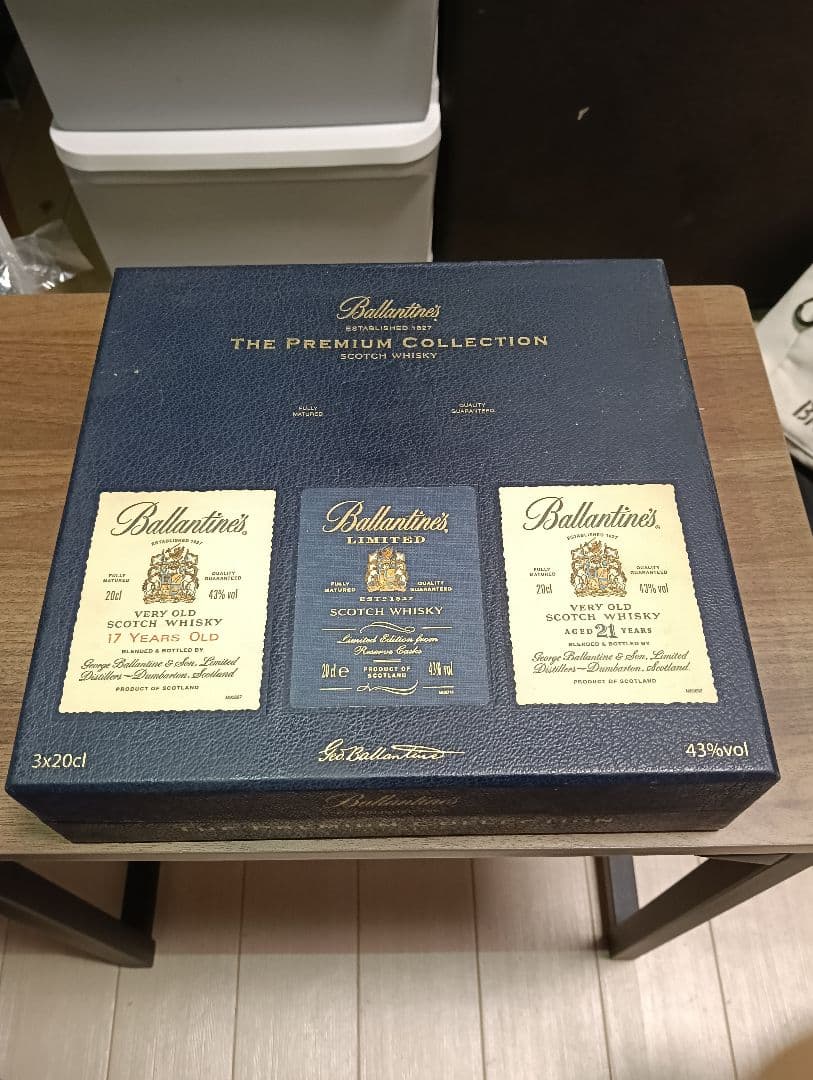 Ballantine's
ESTABLISHED 1827
THE PREMIUM COLLECTION
SCOTCH WHISKY
FULLY
MATURED
QUALITY
GUARANTEED
Ballantine's
ESTABLISHED 1827
FULLY
MATURED
QUALITY
GUARANTEED
20cl
43% vol
VERY OLD
SCOTCH WHISKY
17 YEARS OLD
BLENDED & BOTTLED BY
George Ballantine & Son, Limited
Distillers~Dumbarton, Scotland
PRODUCT OF SCOTLAND
Ballantine's
LIMITED
FULLY
MATURED
QUALITY
GUARANTEED
ESTD 1827
SCOTCH WHISKY
Limited Edition from
Reserve Casks
20cl e
PRODUCT OF
SCOTLAND
43% vol
Ballantine's
ESTABLISHED 1827
FULLY
MATURED
QUALITY
GUARANTEED
20cl
43% vol
VERY OLD
SCOTCH WHISKY
AGED 21 YEARS
BLENDED & BOTTLED BY
George Ballantine & Son, Limited
Distillers~Dumbarton, Scotland
PRODUCT OF SCOTLAND
3x20cl
Geo. Ballantine
43%vol
Ballantine's
THE PREMIUM COLLECTION